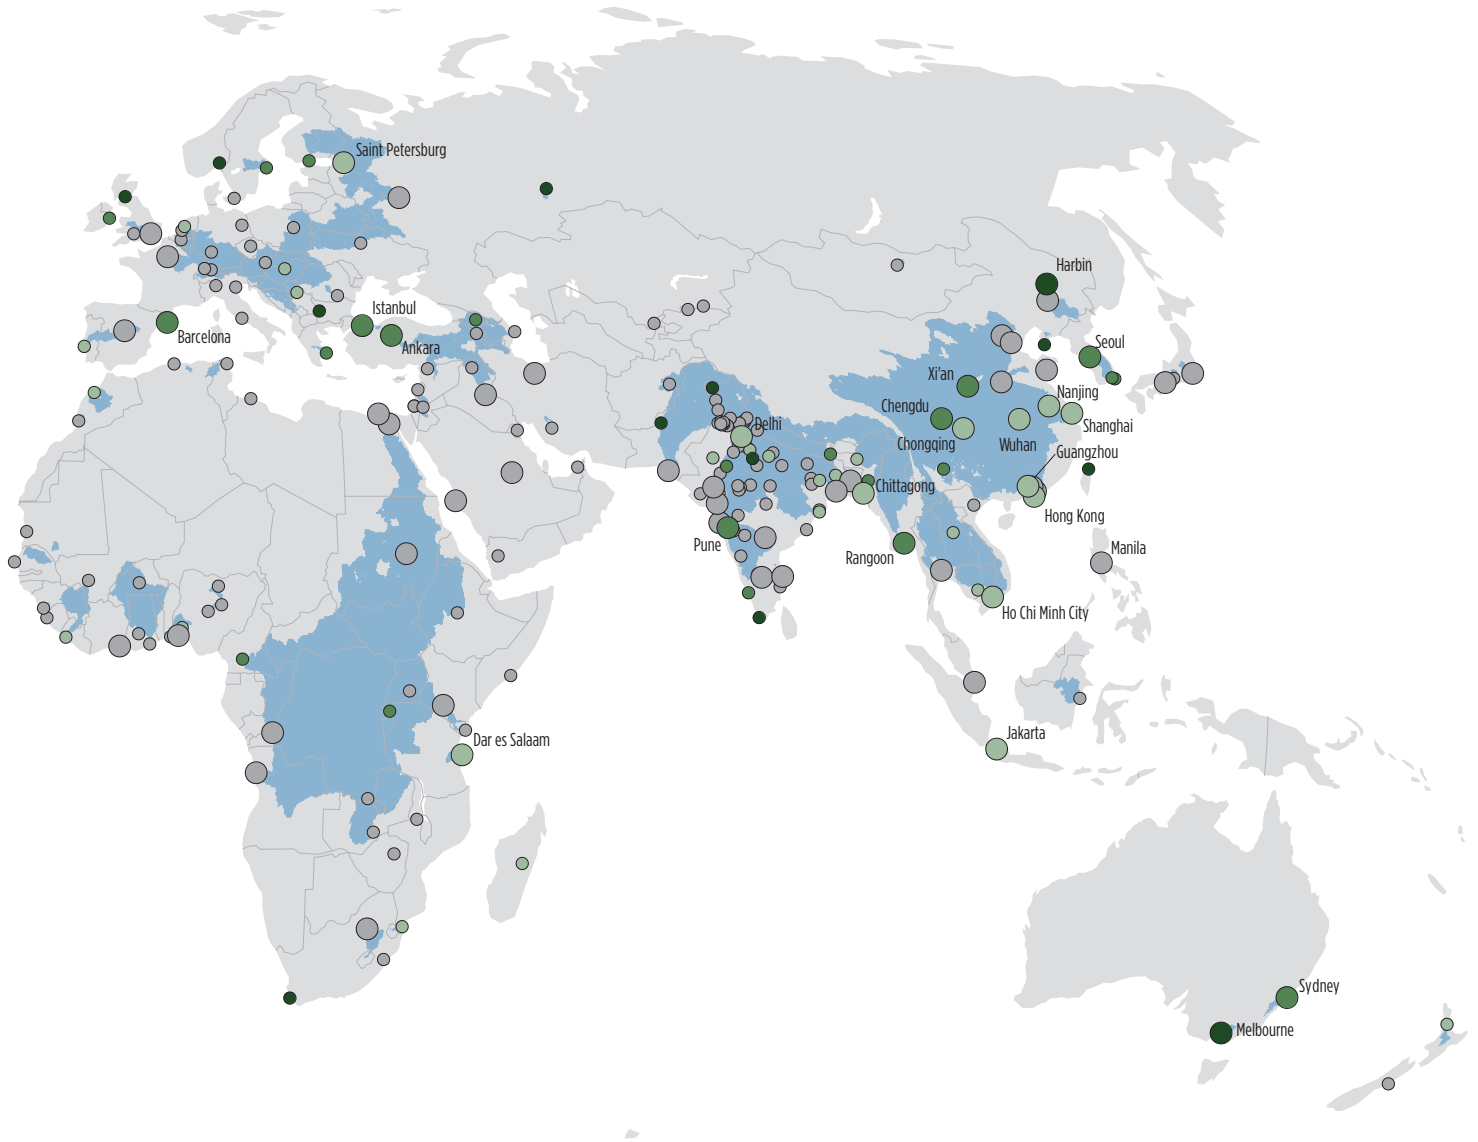 Saint Petersburg
Harbin
Istanbul
Barcelona
Ankara
Seoul
Xi'an
Nanjing
Chengdu
Shanghai
Delhi
Chongqing
Wuhan
Guangzhou
Chittagong
Hong Kong
Pune
Rangoon
Manila
Ho Chi Minh City
Jakarta
Dar es Salaam
Sydney
Melbourne